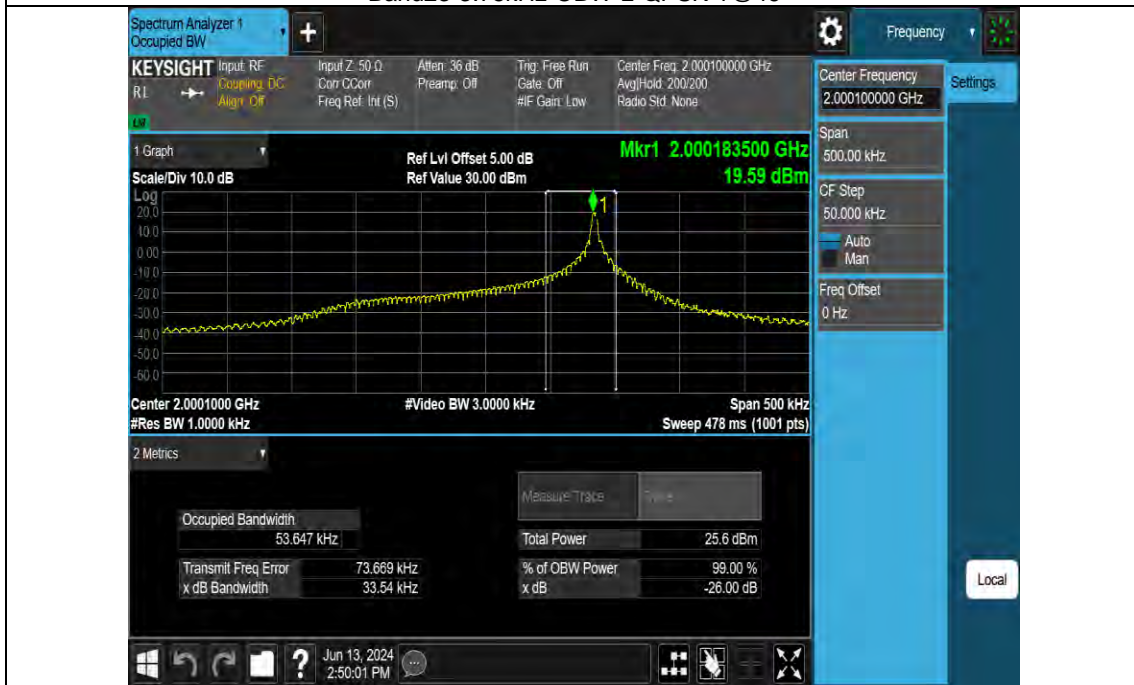 Spectrum Analyzer 1
Occupied BW
+
Frequency
KEYSIGHT
Input: RF
Input Z: 50 Ω
Atten: 36 dB
Trig: Free Run
Center Freq: 2.000100000 GHz
RL
Coupling: DC
Corr CCorr
Preamp: Off
Gate: Off
Avg|Hold: 200/200
Align: Off
Freq Ref: Int (S)
#IF Gain: Low
Radio Std: None
Center Frequency
2.000100000 GHz
Settings
Span
500.00 kHz
CF Step
50.000 kHz
Auto
Man
Freq Offset
0 Hz
Local
1 Graph
Ref Lvl Offset 5.00 dB
Mkr1 2.000183500 GHz
Scale/Div 10.0 dB
Ref Value 30.00 dBm
19.59 dBm
Log
1
20.0
10.0
0.00
-10.0
-20.0
-30.0
-40.0
-50.0
-60.0
Center 2.0001000 GHz
#Video BW 3.0000 kHz
Span 500 kHz
#Res BW 1.0000 kHz
Sweep 478 ms (1001 pts)
2 Metrics
Measure Trace
Occupied Bandwidth
53.647 kHz
Total Power
25.6 dBm
Transmit Freq Error
73.669 kHz
% of OBW Power
99.00 %
x dB Bandwidth
33.54 kHz
x dB
-26.00 dB
?
Jun 13, 2024
2:50:01 PM